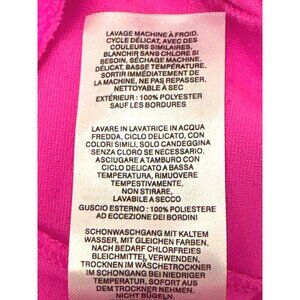 LAVAGE MACHINE À FROID,
CYCLE DÉLICAT, AVEC DES
COULEURS SIMILAIRES,
BLANCHIR SANS CHLORE SI
BESOIN, SÉCHAGE MACHINE
DÉLICAT, BASSE TEMPÉRATURE,
SORTIR IMMÉDIATEMENT DE
LA MACHINE, NE PAS REPASSER,
NETTOYABLE À SEC
EXTÉRIEUR : 100% POLYESTER
SAUF LES BORDURES
LAVARE IN LAVATRICE IN ACQUA
FREDDA, CICLO DELICATO, CON
COLORI SIMILI, SOLO CANDEGGINA
SENZA CLORO SE NECESSARIO,
ASCIUGARE A TAMBURO CON
CICLO DELICATO A BASSA
TEMPERATURA, RIMUOVERE
TEMPESTIVAMENTE,
NON STIRARE,
LAVABILE A SECCO
GUSCIO ESTERNO : 100% POLIESTERE
AD ECCEZIONE DEI BORDINI
SCHONWASCHGANG MIT KALTEM
WASSER, MIT GLEICHEN FARBEN,
NACH BEDARF CHLORFREIES
BLEICHMITTEL, VERWENDEN,
TROCKNEN IM WÄSCHETROCKNER
IM SCHONGANG BEI NIEDRIGER
TEMPERATUR, SOFORT AUS
DEM TROCKNER NEHMEN,
NICHT BÜGELN,